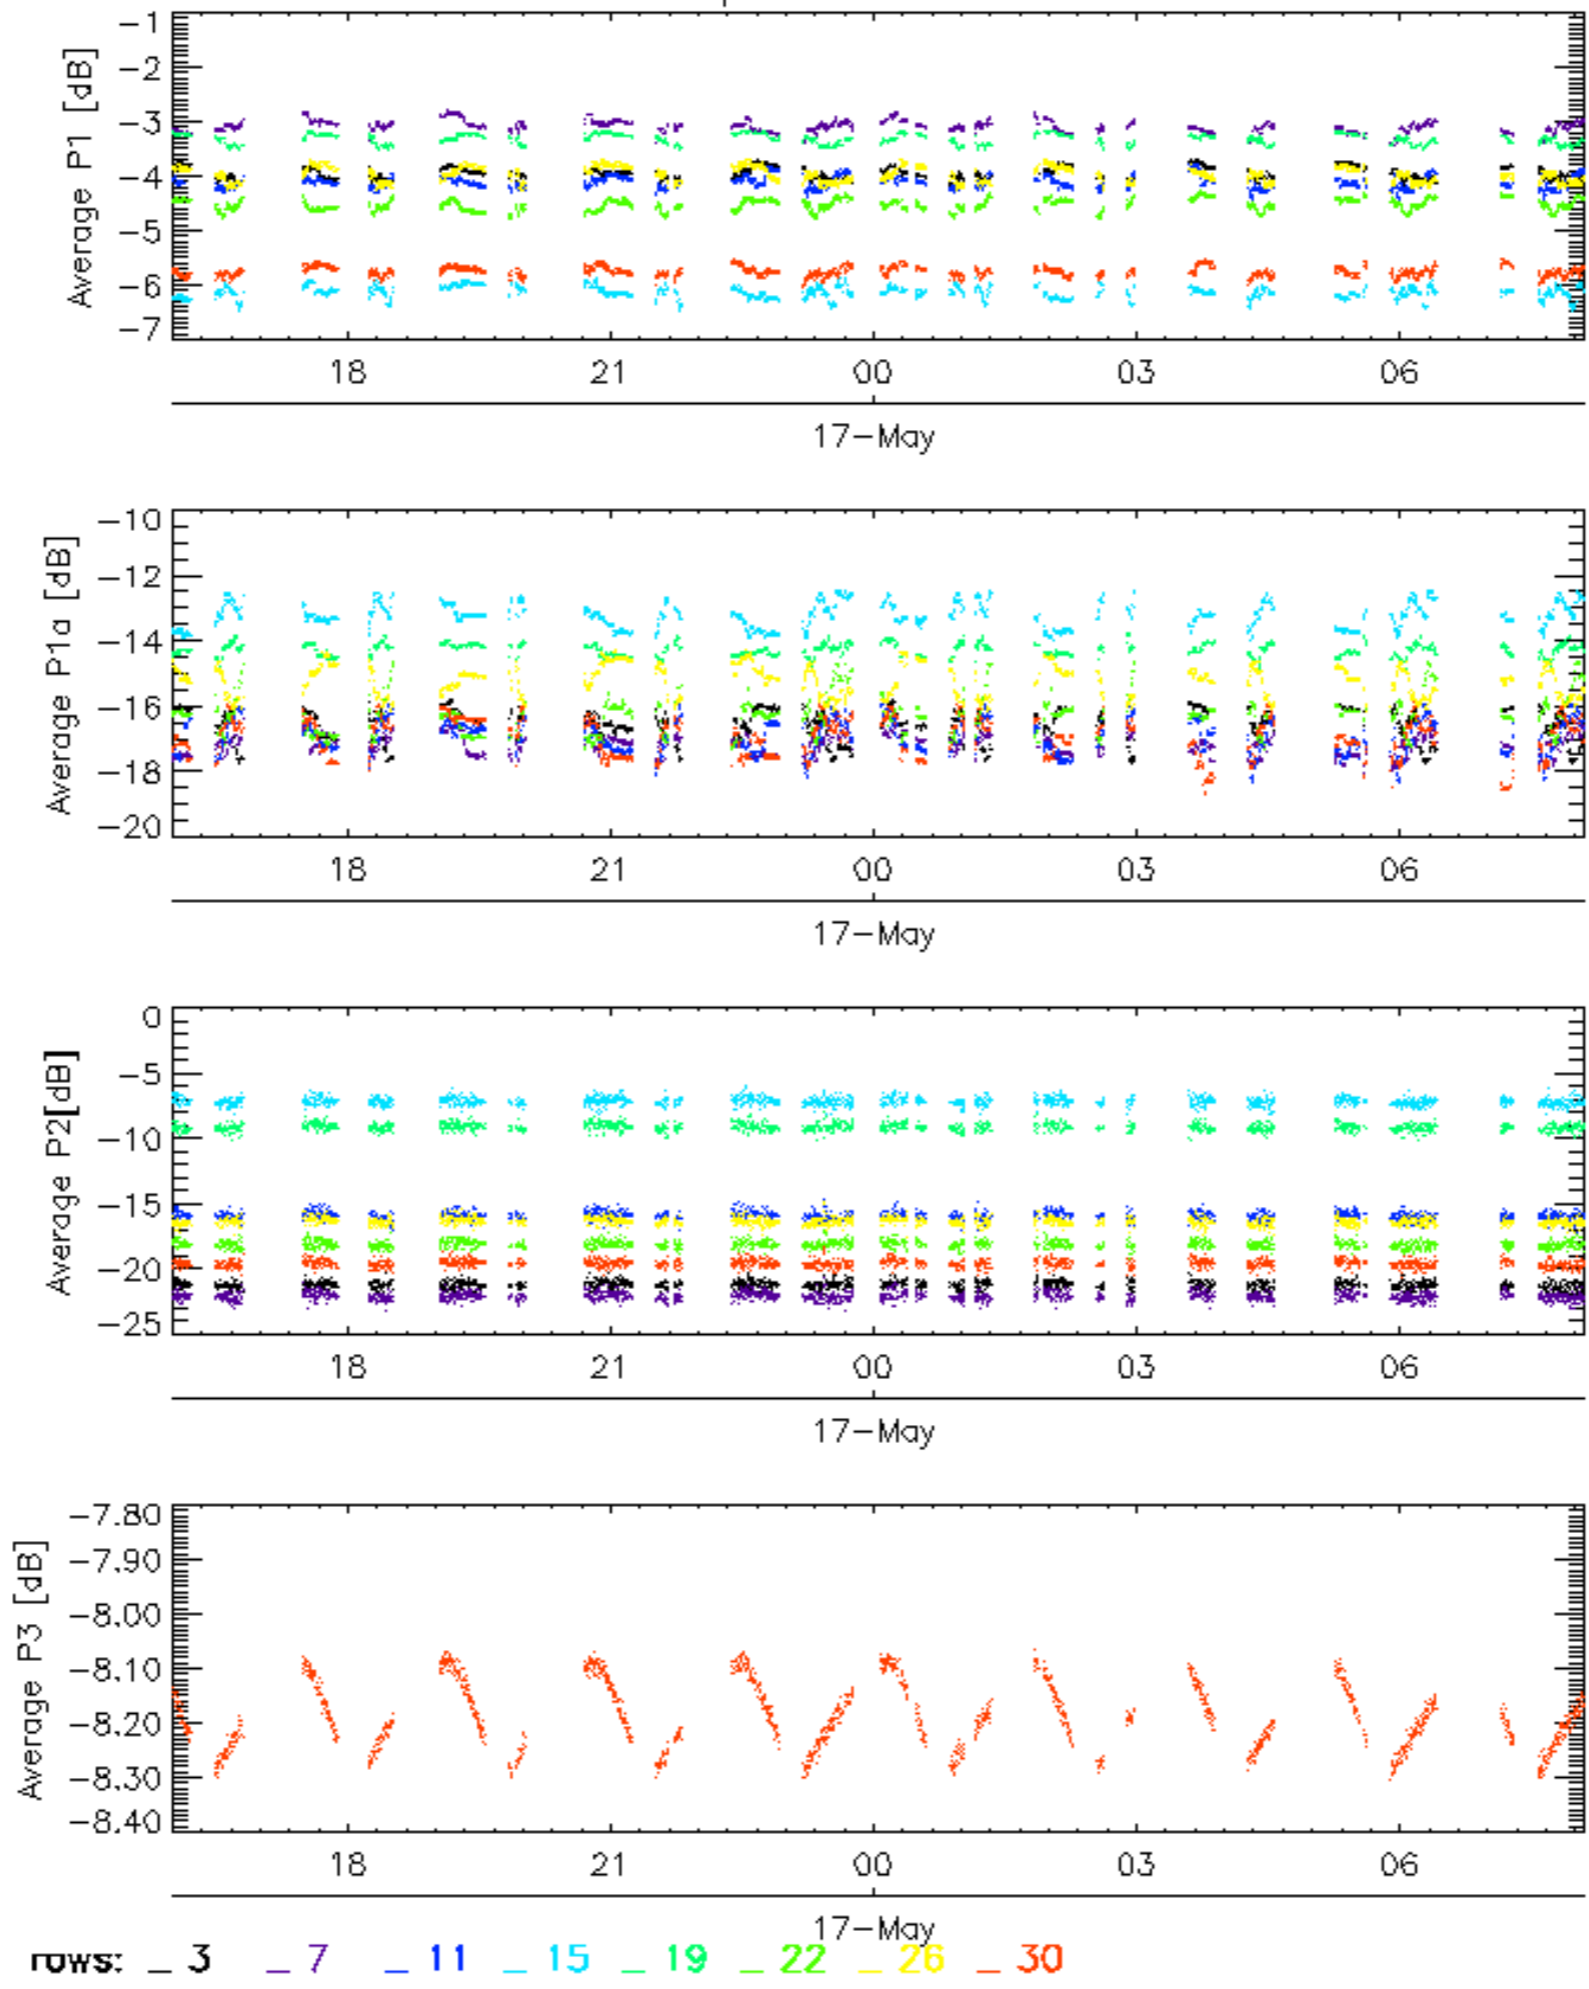 Average P1 [dB]
−1
−2
−3
−4
−5
−6
−7
18 21 00 03 06
17−May
Average P1a [dB]
−10
−12
−14
−16
−18
−20
18 21 00 03 06
17−May
Average P2[dB]
0
−5
−10
−15
−20
−25
18 21 00 03 06
17−May
Average P3 [dB]
−7.80
−7.90
−8.00
−8.10
−8.20
−8.30
−8.40
18 21 00 03 06
17−May
rows: _ 3 _ 7 _ 11 _ 15 _ 19 _ 22 _ 26 _ 30